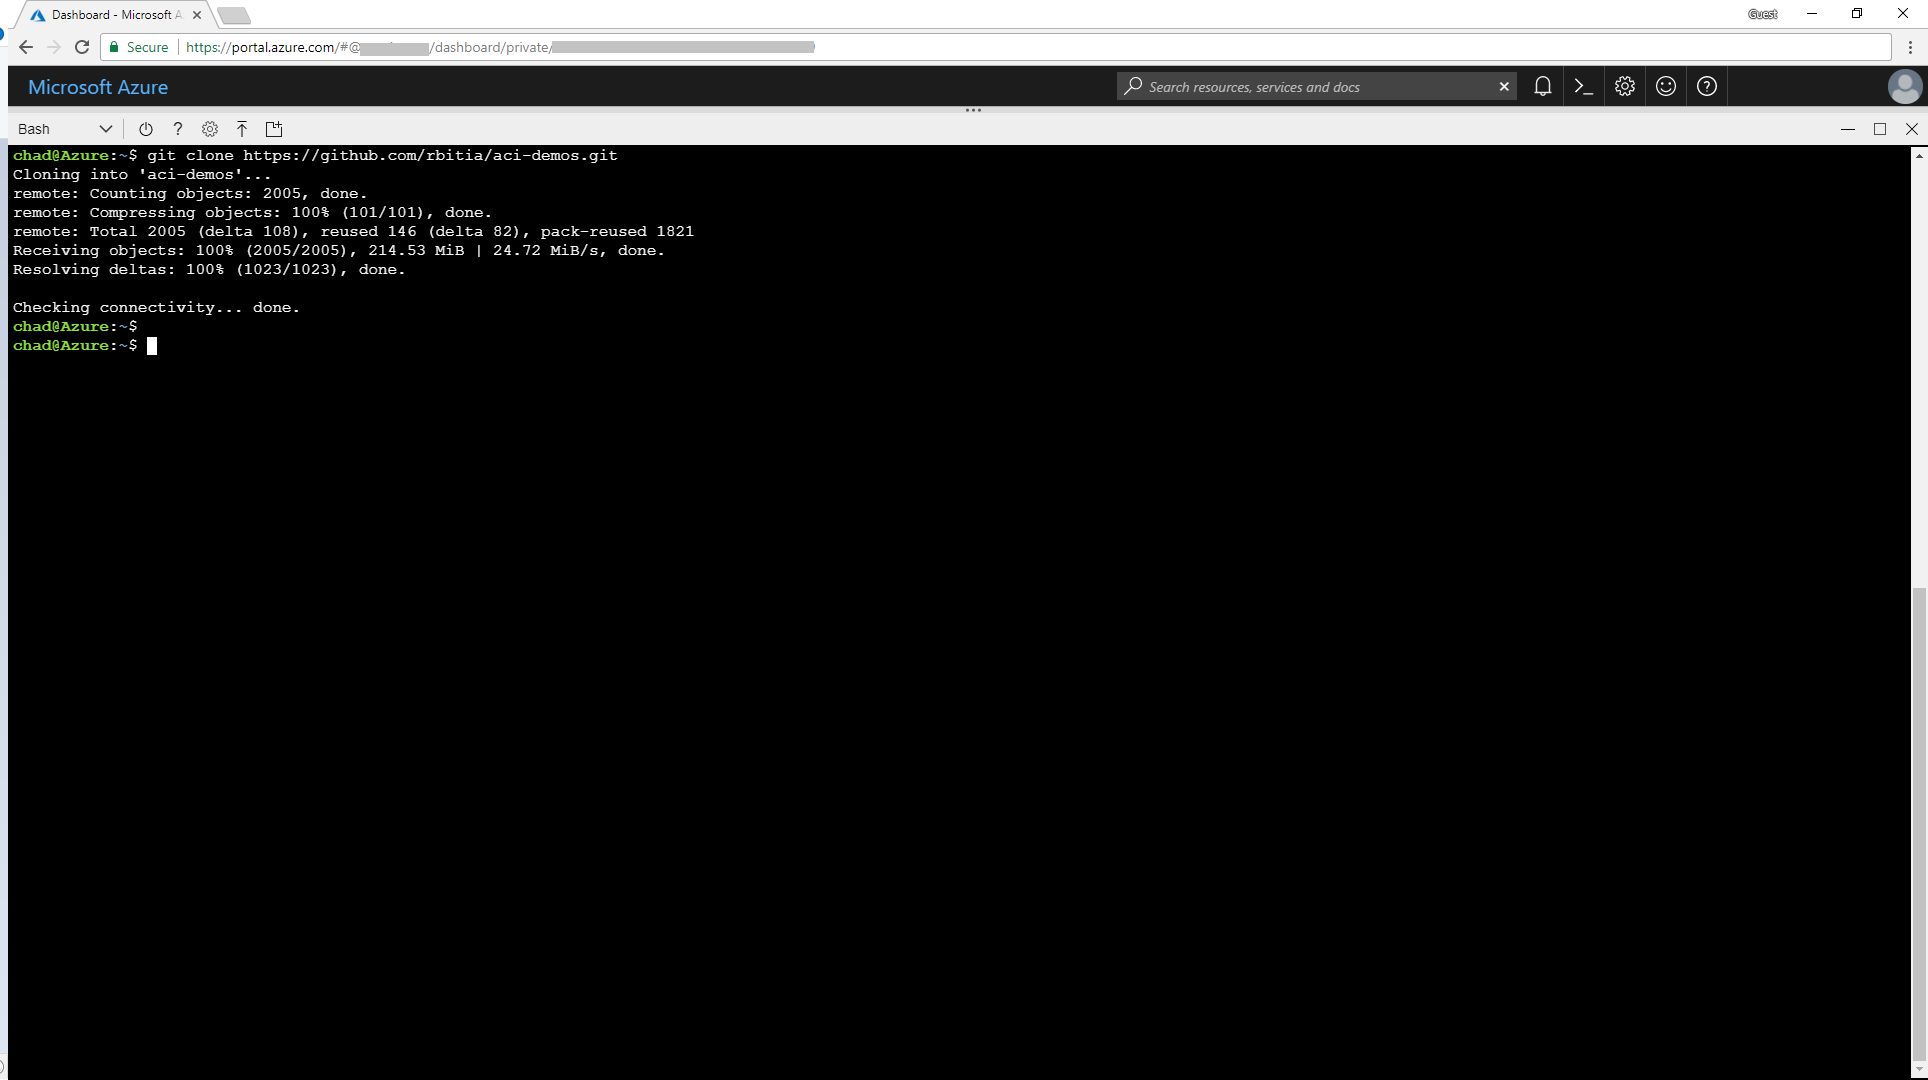 Dashboard - Microsoft A
Guest
Secure
https://portal.azure.com/#@
/dashboard/private/
Microsoft Azure
Search resources, services and docs
Bash
chad@Azure:~$ git clone https://github.com/rbitia/aci-demos.git
Cloning into 'aci-demos'...
remote: Counting objects: 2005, done.
remote: Compressing objects: 100% (101/101), done.
remote: Total 2005 (delta 108), reused 146 (delta 82), pack-reused 1821
Receiving objects: 100% (2005/2005), 214.53 MiB | 24.72 MiB/s, done.
Resolving deltas: 100% (1023/1023), done.
Checking connectivity... done.
chad@Azure:~$
chad@Azure:~$